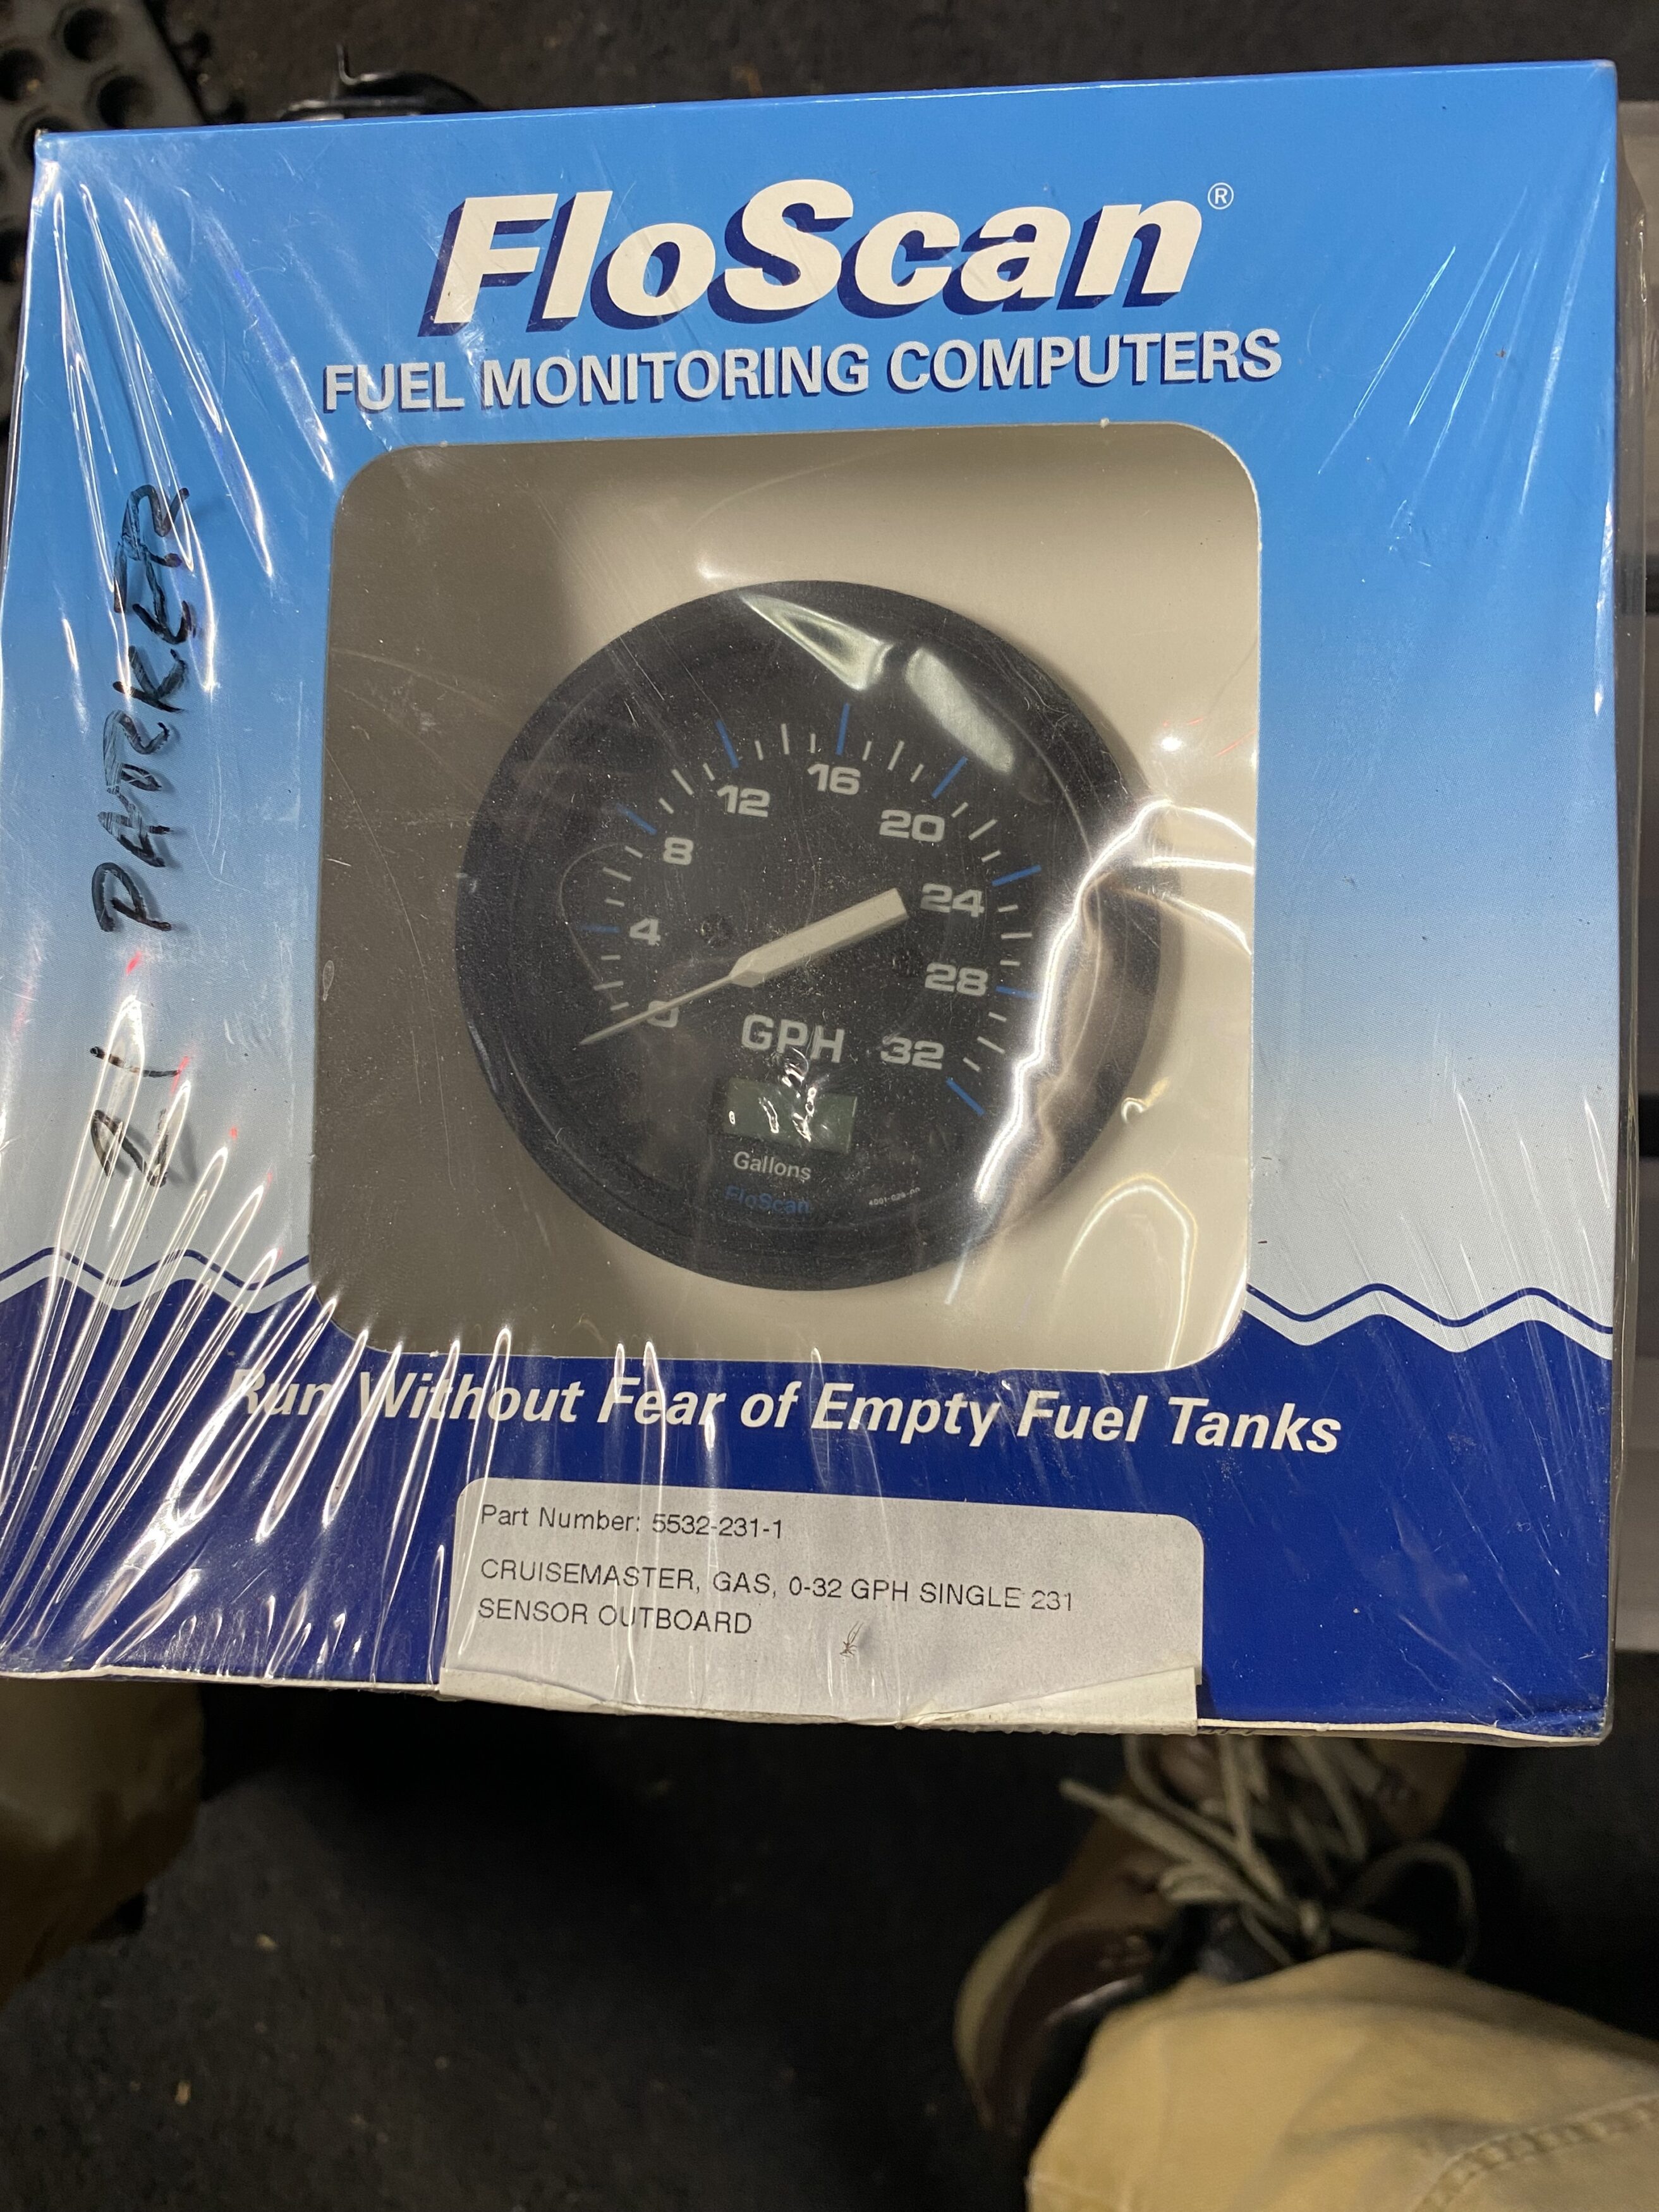 FloScan®
FUEL MONITORING COMPUTERS
PARKER
21
0
4
8
12
16
20
24
28
32
GPH
Gallons
FloScan
Run Without Fear of Empty Fuel Tanks
Part Number: 5532-231-1
CRUISEMASTER, GAS, 0-32 GPH SINGLE 231
SENSOR OUTBOARD